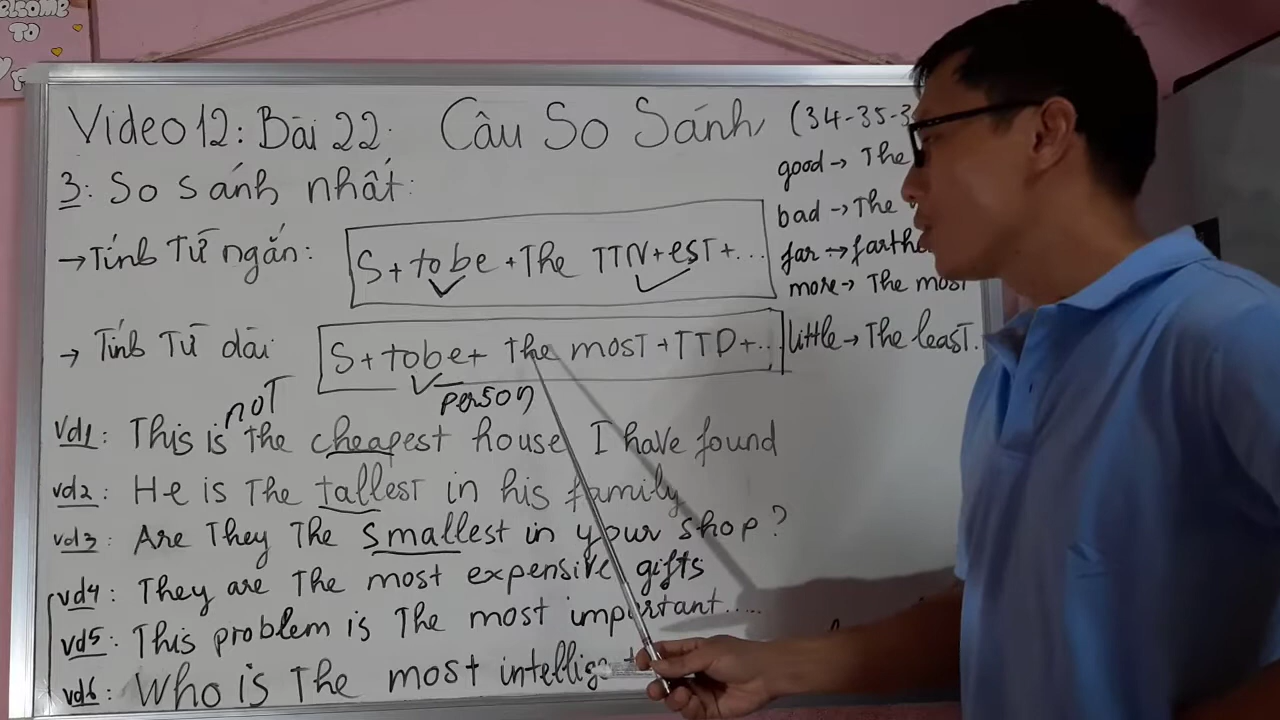 WELCOME
TO
Video 12: Bài 22: Câu So Sánh (34-35-3
3: So sánh nhất:
good → The
bad → The
→ Tính Từ ngắn: S + tobe + The TTN + est + ...
far → farthe
more → The most
→ Tính Từ dài S + tobe + The most + TTD + ...
little → The least.
not person
Vd1: This is the cheapest house I have found
vd2: He is The tallest in his family
vd3: Are They The smallest in your shop?
vd4: They are The most expensive gifts
vd5: This problem is The most important .....
vd6: Who is The most intellige